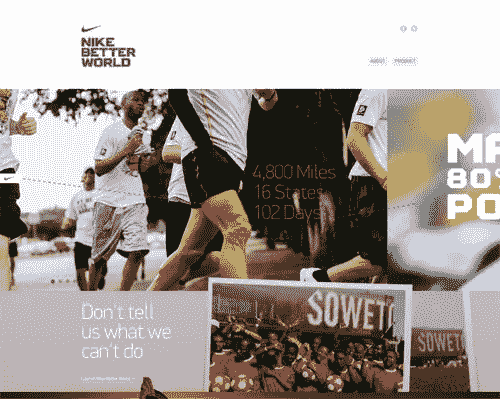 NIKE
BETTER
WORLD
ABOUT
PRODUCT
4,800 Miles
16 States
102 Days
MA
80%
PO
Don't tell
us what we
can't do
SOWETO
SOWETO